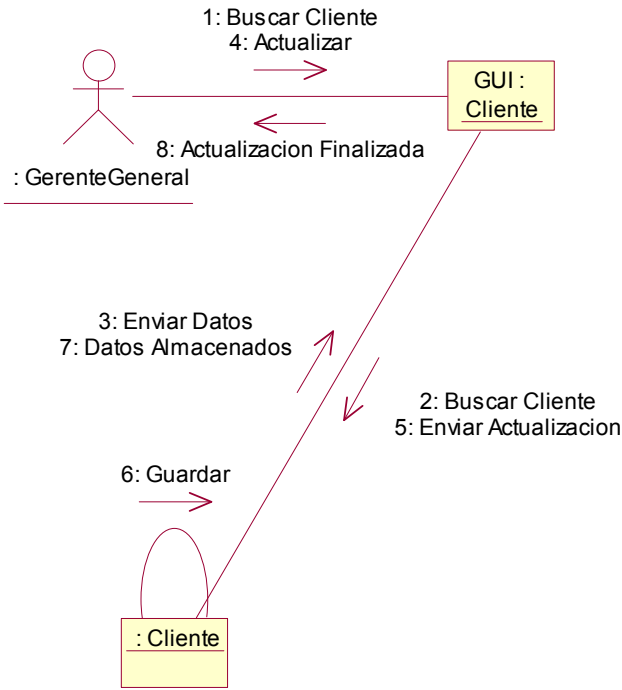 1: Buscar Cliente
4: Actualizar
GUI :
Cliente
8: Actualizacion Finalizada
: GerenteGeneral
3: Enviar Datos
7: Datos Almacenados
2: Buscar Cliente
5: Enviar Actualizacion
6: Guardar
: Cliente